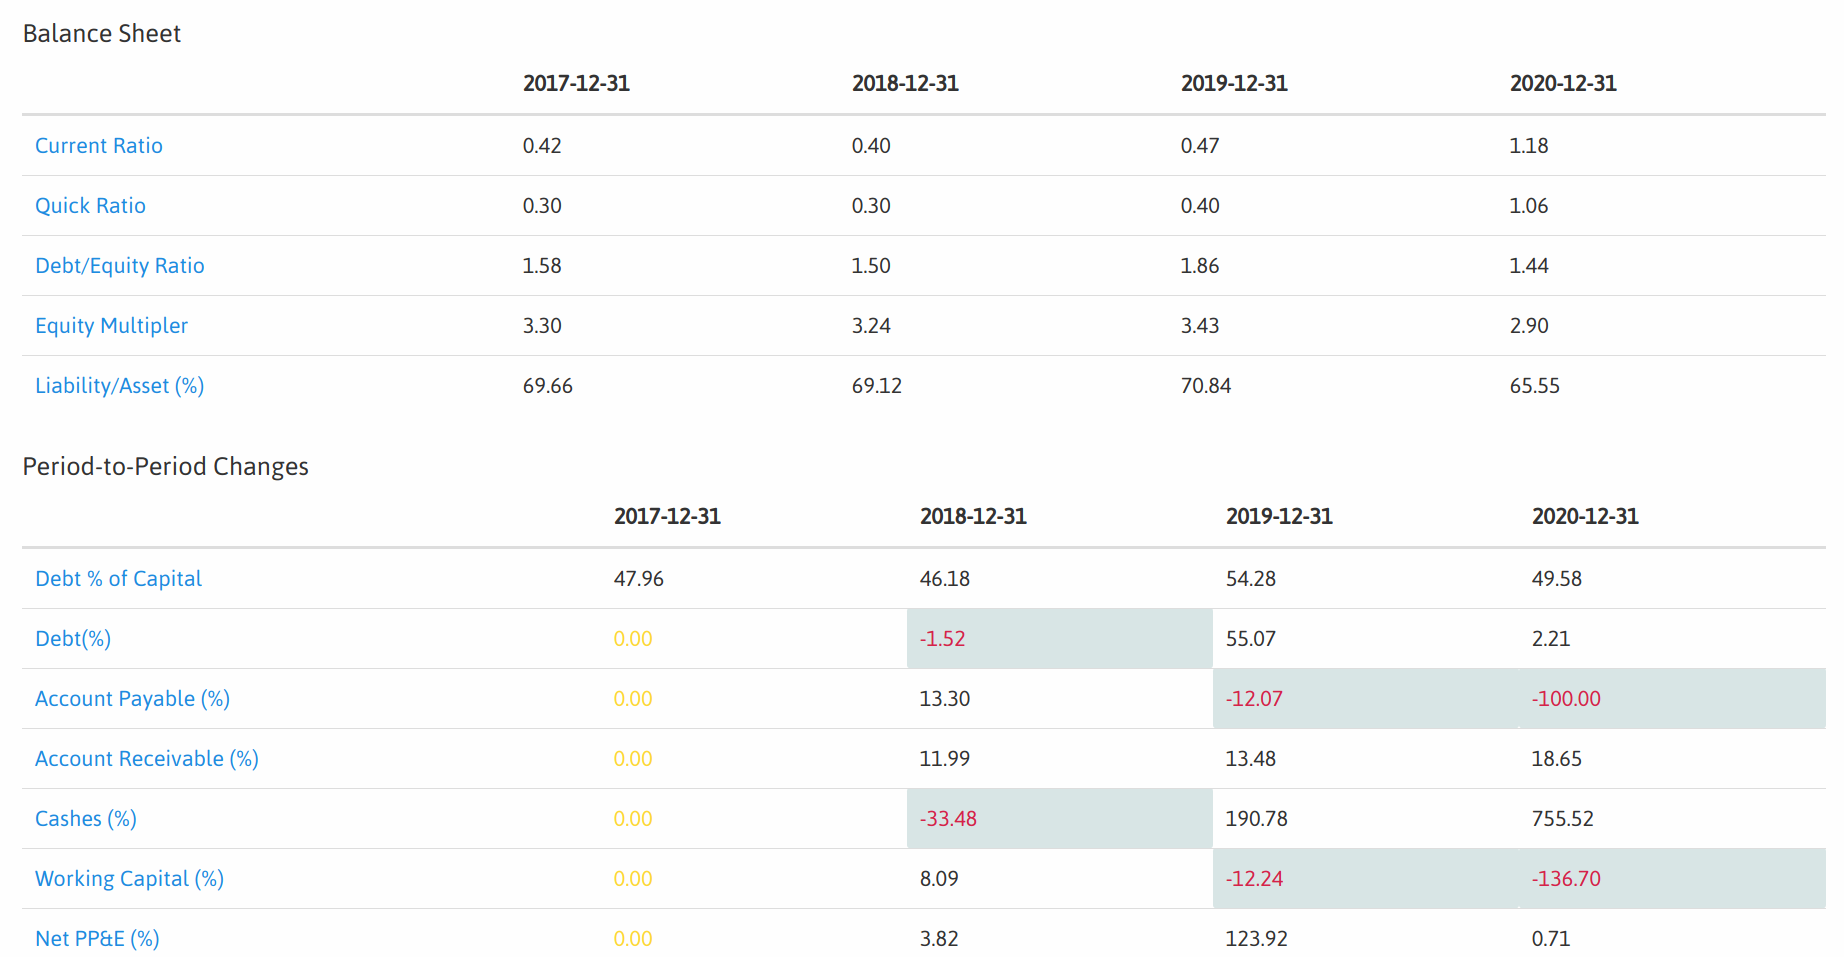 Balance Sheet
2017-12-31 2018-12-31 2019-12-31 2020-12-31
Current Ratio 0.42 0.40 0.47 1.18
Quick Ratio 0.30 0.30 0.40 1.06
Debt/Equity Ratio 1.58 1.50 1.86 1.44
Equity Multipler 3.30 3.24 3.43 2.90
Liability/Asset (%) 69.66 69.12 70.84 65.55
Period-to-Period Changes
2017-12-31 2018-12-31 2019-12-31 2020-12-31
Debt % of Capital 47.96 46.18 54.28 49.58
Debt(%) 0.00 -1.52 55.07 2.21
Account Payable (%) 0.00 13.30 -12.07 -100.00
Account Receivable (%) 0.00 11.99 13.48 18.65
Cashes (%) 0.00 -33.48 190.78 755.52
Working Capital (%) 0.00 8.09 -12.24 -136.70
Net PP&E (%) 0.00 3.82 123.92 0.71